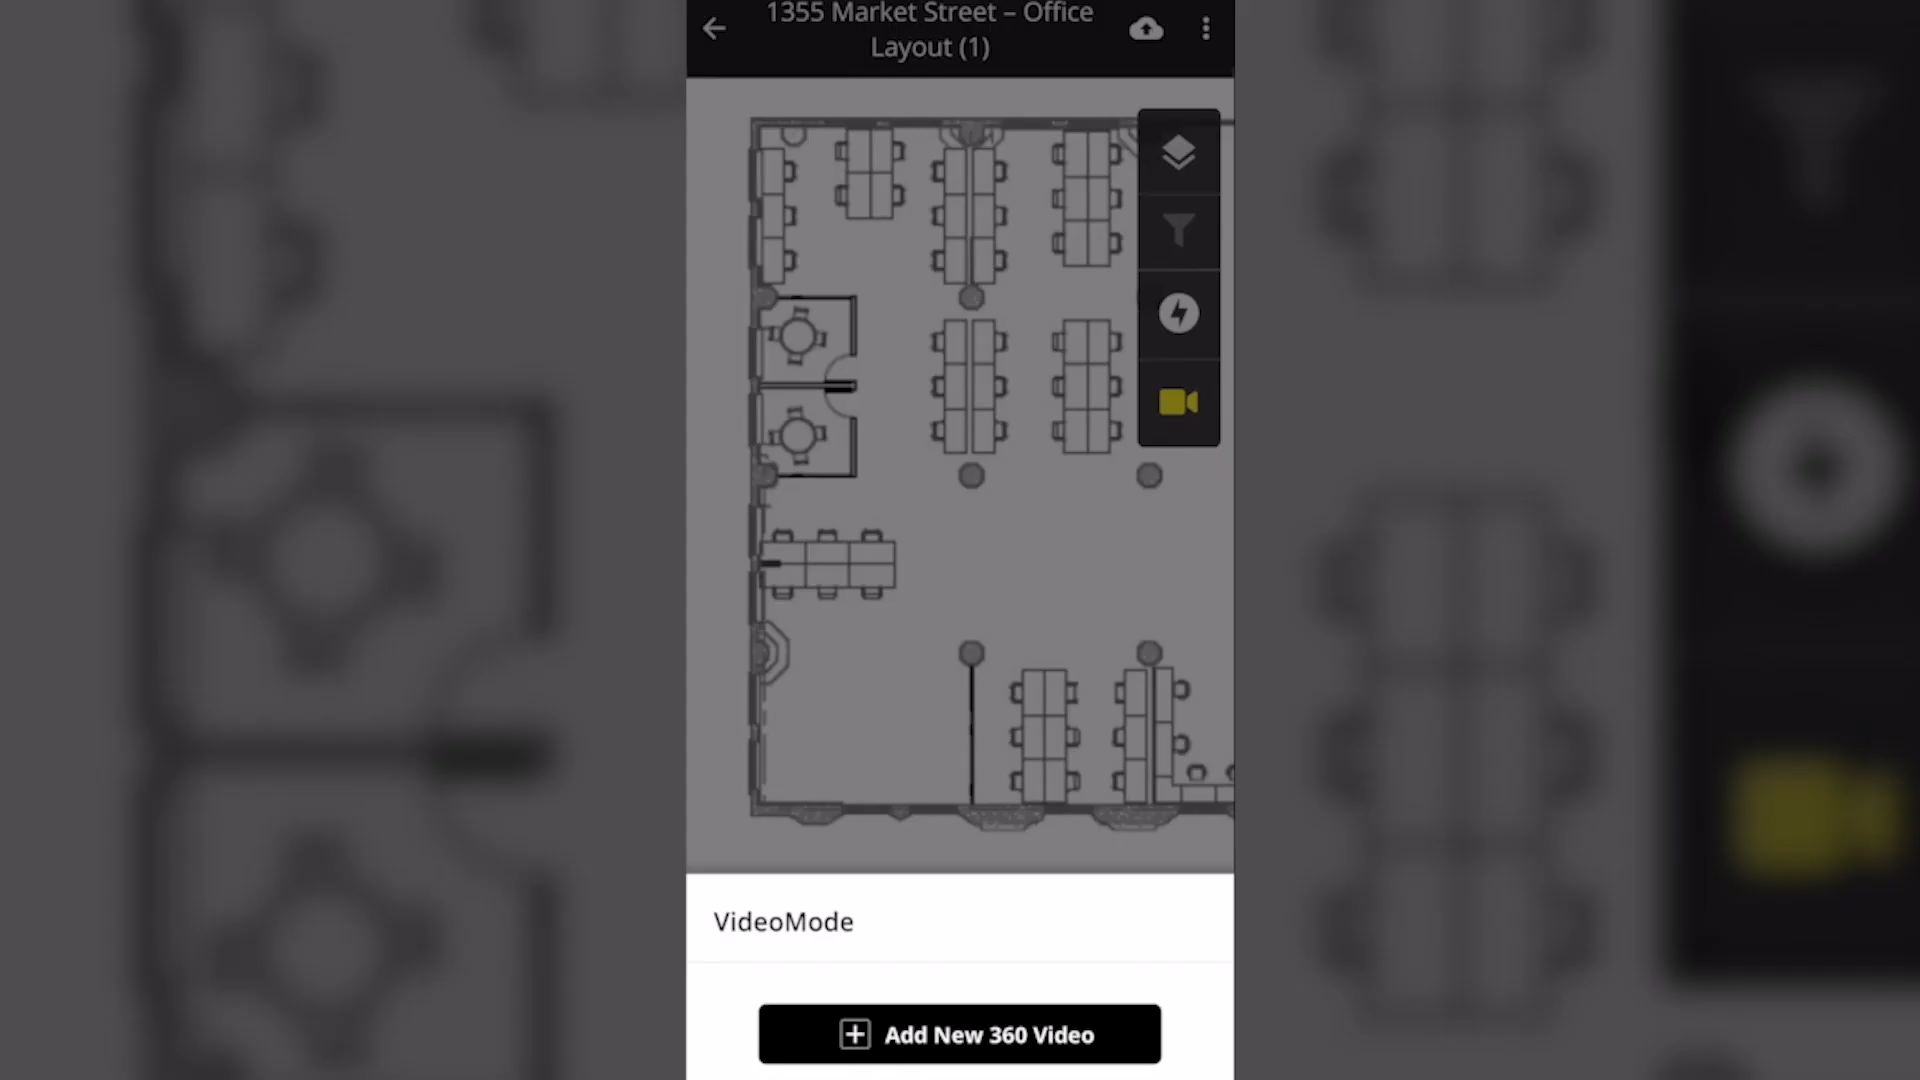 1355 Market Street – Office
Layout (1)
VideoMode
Add New 360 Video